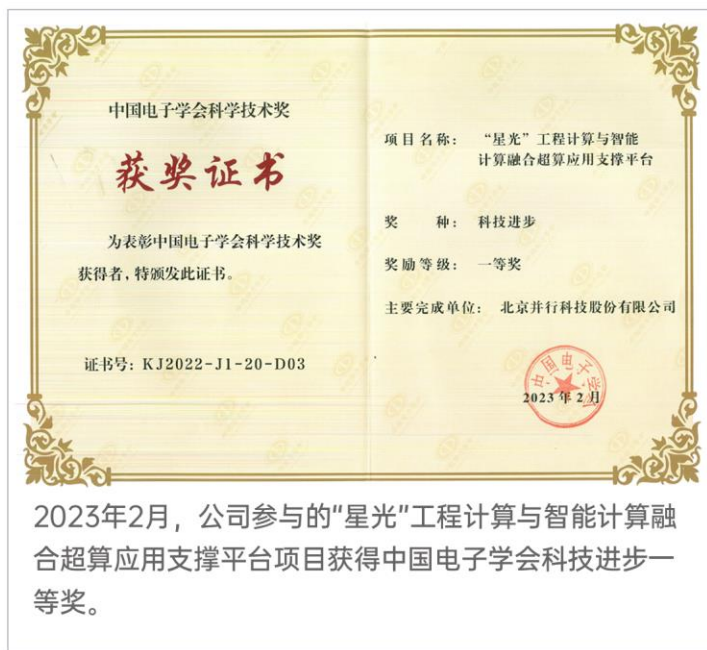 中国电子学会科学技术奖
获奖证书
为表彰中国电子学会科学技术奖
获得者，特颁发此证书。
证书号：KJ2022-J1-20-D03
项目名称：“星光”工程计算与智能
计算融合超算应用支撑平台
奖 种：科技进步
奖励等级：一等奖
主要完成单位：北京并行科技股份有限公司
中国电子学会
2023年2月
2023年2月，公司参与的“星光”工程计算与智能计算融
合超算应用支撑平台项目获得中国电子学会科技进步一
等奖。